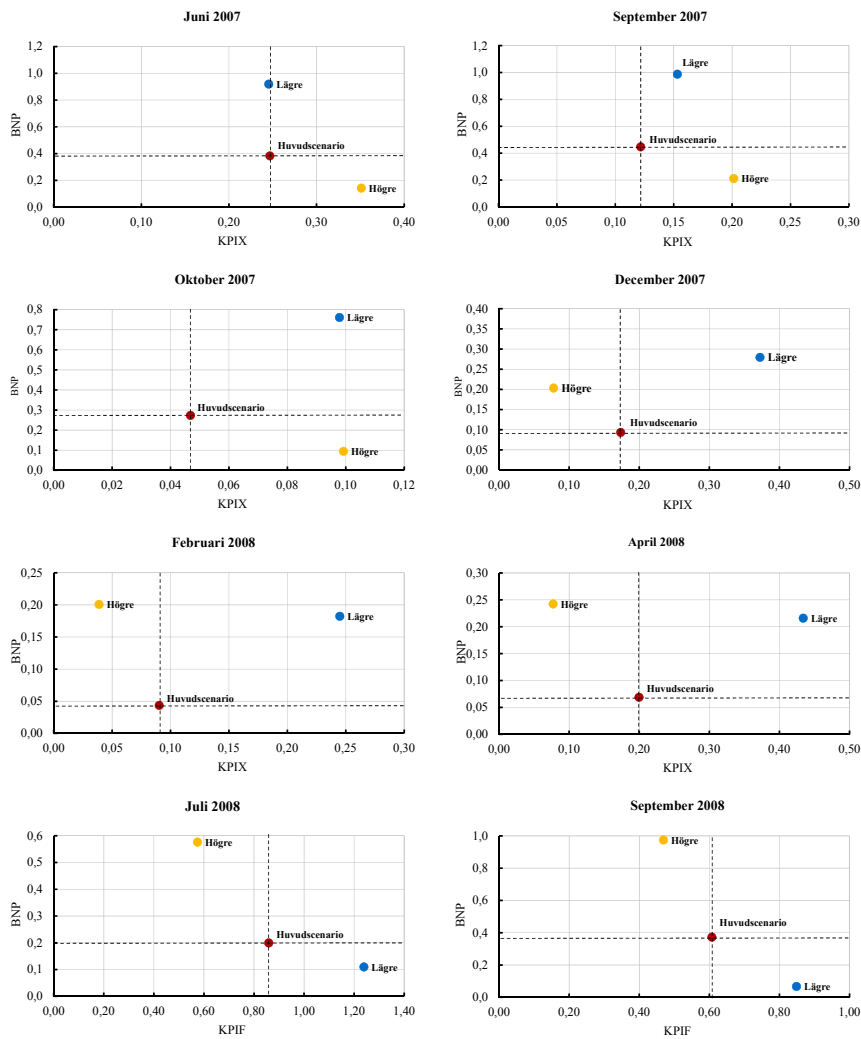 Juni 2007
1,2
1,0
0,8
0,6
0,4
0,2
0,0
BNP
Lägre
Huvudscenario
Högre
0,00 0,10 0,20 0,30 0,40
KPIX
September 2007
1,2
1,0
0,8
0,6
0,4
0,2
0,0
BNP
Lägre
Huvudscenario
Högre
0,00 0,05 0,10 0,15 0,20 0,25 0,30
KPIX
Oktober 2007
0,8
0,7
0,6
0,5
0,4
0,3
0,2
0,1
0,0
BNP
Lägre
Huvudscenario
Högre
0,00 0,02 0,04 0,06 0,08 0,10 0,12
KPIX
December 2007
0,40
0,35
0,30
0,25
0,20
0,15
0,10
0,05
0,00
BNP
Lägre
Högre
Huvudscenario
0,00 0,10 0,20 0,30 0,40 0,50
KPIX
Februari 2008
0,25
0,20
0,15
0,10
0,05
0,00
BNP
Högre
Lägre
Huvudscenario
0,00 0,05 0,10 0,15 0,20 0,25 0,30
KPIX
April 2008
0,30
0,25
0,20
0,15
0,10
0,05
0,00
BNP
Högre
Lägre
Huvudscenario
0,00 0,10 0,20 0,30 0,40 0,50
KPIX
Juli 2008
0,6
0,5
0,4
0,3
0,2
0,1
0,0
BNP
Högre
Huvudscenario
Lägre
0,00 0,20 0,40 0,60 0,80 1,00 1,20 1,40
KPIF
September 2008
1,0
0,8
0,6
0,4
0,2
0,0
BNP
Högre
Huvudscenario
Lägre
0,00 0,20 0,40 0,60 0,80 1,00
KPIF